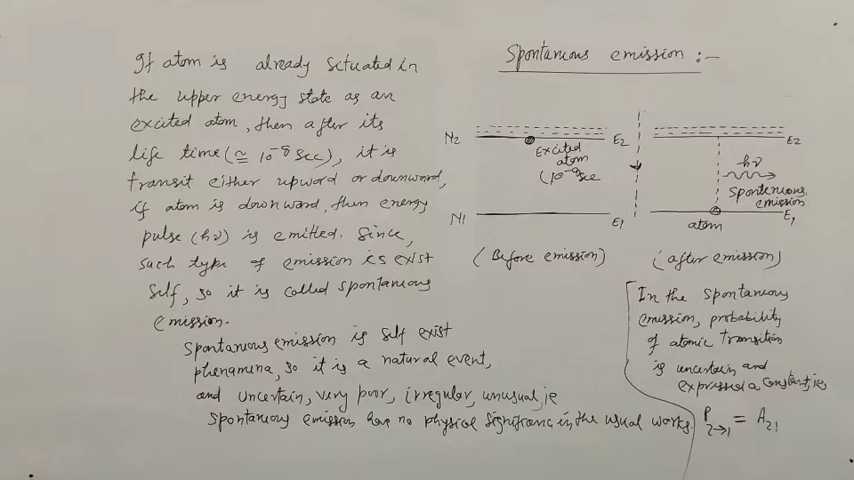 Spontaneous emission :-
If atom is already situated in
the upper energy state as an
excited atom, then after its
life time (≅ 10⁻⁸ sec), it is
transit either upward or downward,
if atom is downward, then energy
pulse (hν) is emitted. Since,
such type of emission is exist
self, so it is called spontaneous
emission.
Spontaneous emission is self exist
phenamena, so it is a natural event,
and uncertain, very poor, irregular, unusual, ie
spontaneous emission has no physical significance in the usual works.
N2
E2
Excited
atom
(10⁻⁸ sec
N1
E1
(Before emission)
E2
hν
Spontaneous
emission
E1
atom
(after emission)
In the spontaneous
emission, probability
of atomic transition
is uncertain and
expressed a constant, ie
P2→1 = A21